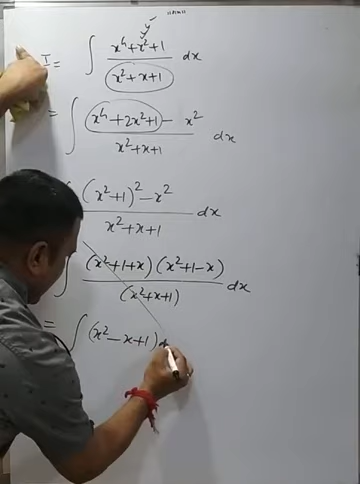 I = ∫ x⁴+x²+1 / x²+x+1 dx
= ∫ x⁴+2x²+1 - x² / x²+x+1 dx
∫ (x²+1)² - x² / x²+x+1 dx
∫ (x²+1+x) (x²+1-x) / (x²+x+1) dx
= ∫ (x²-x+1) d